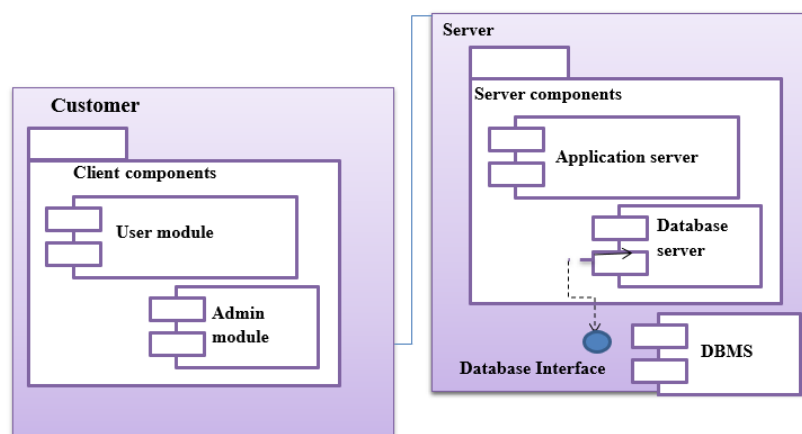 Customer
Client components
User module
Admin
module
Server
Server components
Application server
Database
server
Database Interface
DBMS